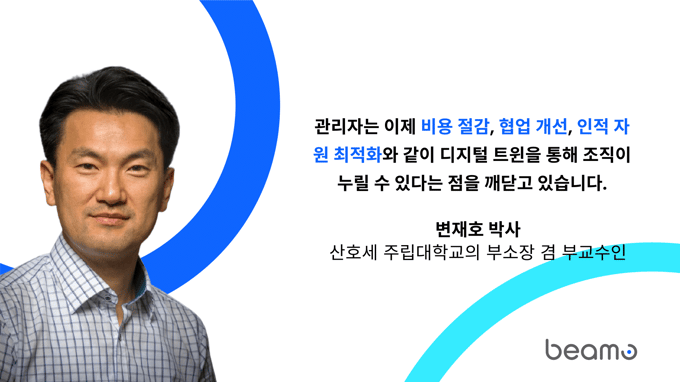 관리자는 이제 비용 절감, 협업 개선, 인적 자
원 최적화와 같이 디지털 트윈을 통해 조직이
누릴 수 있다는 점을 깨닫고 있습니다.
변재호 박사
산호세 주립대학교의 부소장 겸 부교수인
beamo